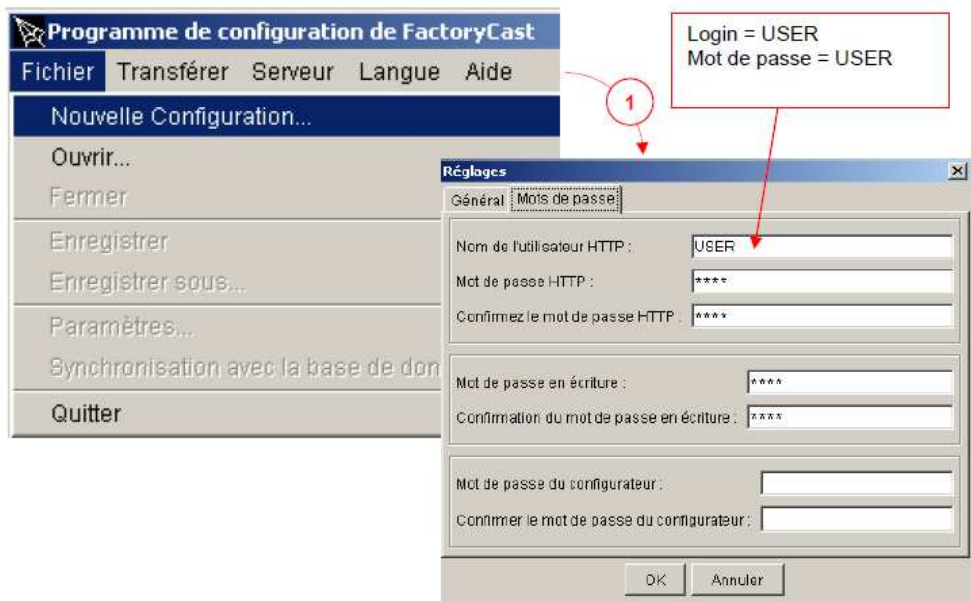 Programme de configuration de FactoryCast
Fichier Transférer Serveur Langue Aide
Nouvelle Configuration...
Ouvrir...
Fermer
Enregistrer
Enregistrer sous...
Paramètres...
Synchronisation avec la base de don
Quitter
1
Login = USER
Mot de passe = USER
Réglages
Général Mots de passe
Nom de l'utilisateur HTTP : USER
Mot de passe HTTP : ****
Confirmez le mot de passe HTTP : ****
Mot de passe en écriture : ****
Confirmation du mot de passe en écriture : ****
Mot de passe du configurateur :
Confirmer le mot de passe du configurateur :
OK Annuler